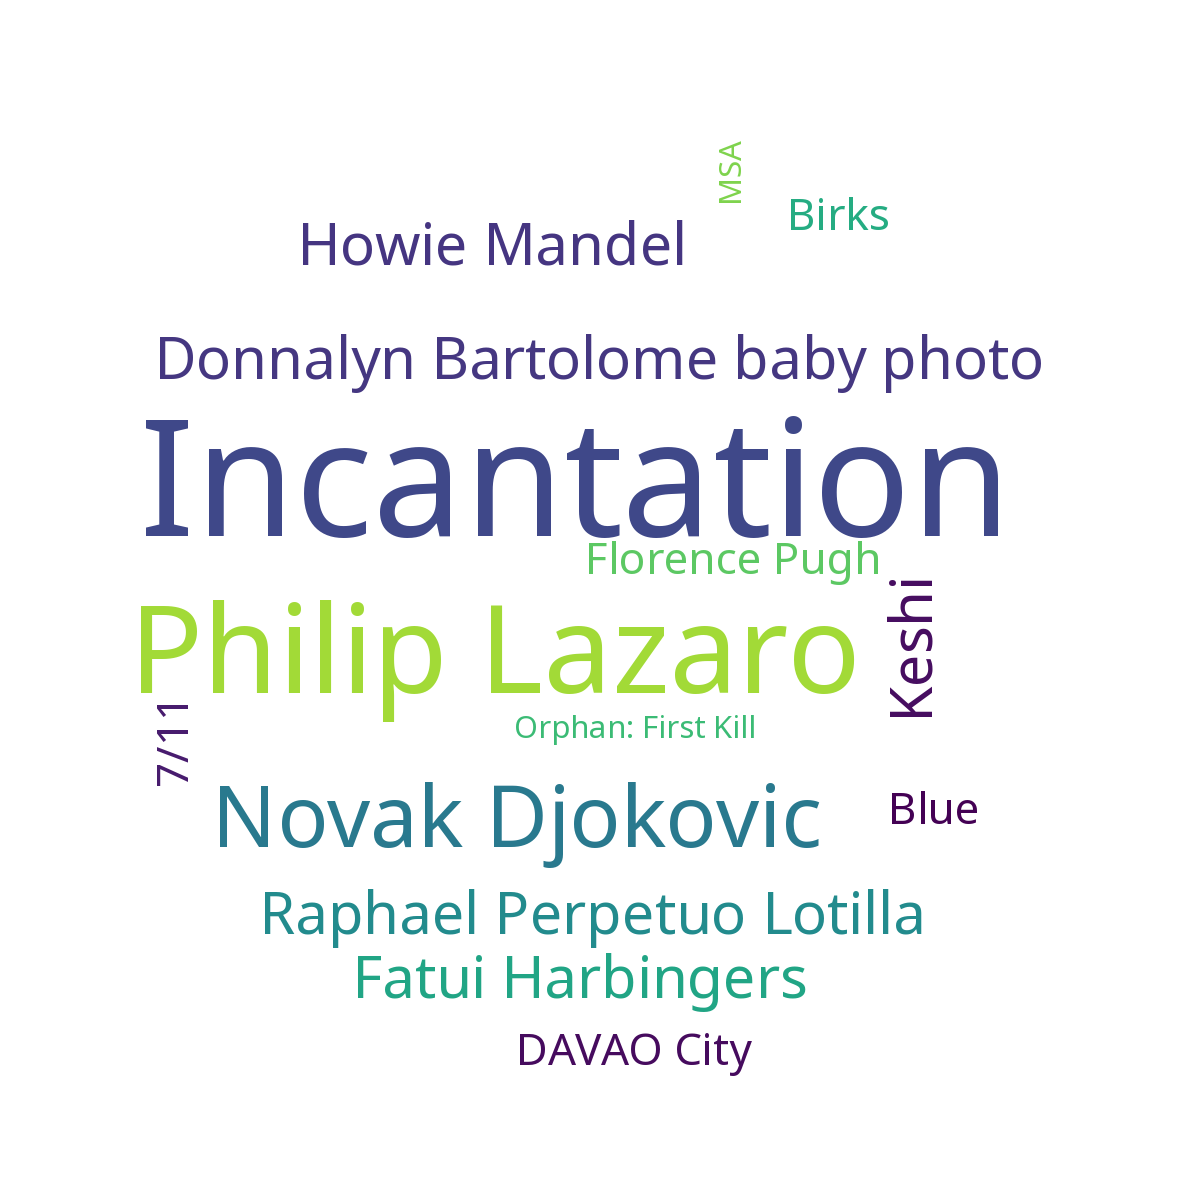 MSA
Birks
Howie Mandel
Donnalyn Bartolome baby photo
Incantation
Florence Pugh
Keshi
Philip Lazaro
7/11
Orphan: First Kill
Novak Djokovic
Blue
Raphael Perpetuo Lotilla
Fatui Harbingers
DAVAO City